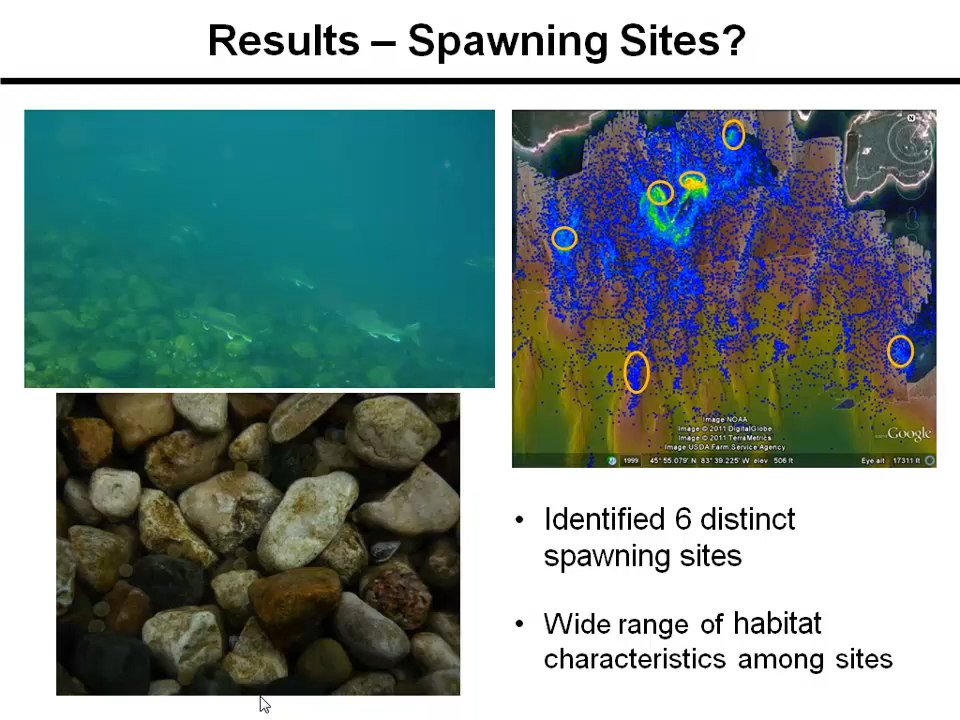 Results – Spawning Sites?
N
Image NOAA
Image © 2011 DigitalGlobe
Image © 2011 TerraMetrics
Image USDA Farm Service Agency
Google
1999 45° 55.079' N 83° 39.225' W elev 506 ft Eye alt 17311 ft
• Identified 6 distinct
spawning sites
• Wide range of habitat
characteristics among sites